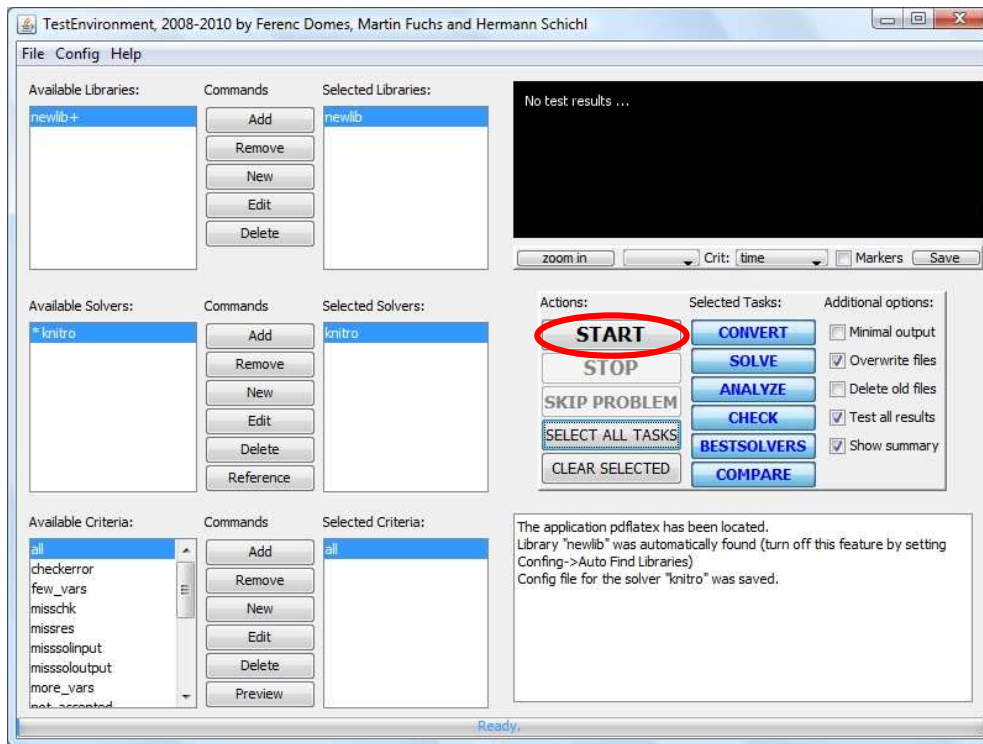 TestEnvironment, 2008-2010 by Ferenc Domes, Martin Fuchs and Hermann Schichl
File Config Help
Available Libraries:
newlib+
Commands
Add
Remove
New
Edit
Delete
Selected Libraries:
newlib
No test results ...
zoom in
Crit: time
Markers
Save
Available Solvers:
* knitro
Commands
Add
Remove
New
Edit
Delete
Reference
Selected Solvers:
knitro
Actions:
START
STOP
SKIP PROBLEM
SELECT ALL TASKS
CLEAR SELECTED
Selected Tasks:
CONVERT
SOLVE
ANALYZE
CHECK
BESTSOLVERS
COMPARE
Additional options:
Minimal output
Overwrite files
Delete old files
Test all results
Show summary
Available Criteria:
all
checkerror
few_vars
misschk
missres
misssolinput
misssoloutput
more_vars
not_accepted
Commands
Add
Remove
New
Edit
Delete
Preview
Selected Criteria:
all
The application pdflatex has been located.
Library "newlib" was automatically found (turn off this feature by setting
Confing->Auto Find Libraries)
Config file for the solver "knitro" was saved.
Ready.